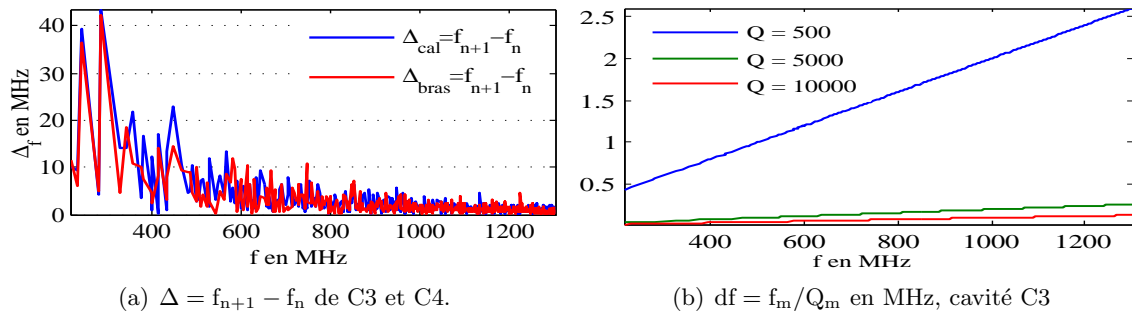 40
30
20
10
0
Δf en MHz
Δcal=fn+1−fn
Δbras=fn+1−fn
400 600 800 1000 1200
f en MHz
(a) Δ = fn+1 − fn de C3 et C4.
2.5
2
1.5
1
0.5
Q = 500
Q = 5000
Q = 10000
400 600 800 1000 1200
f en MHz
(b) df = fm/Qm en MHz, cavité C3